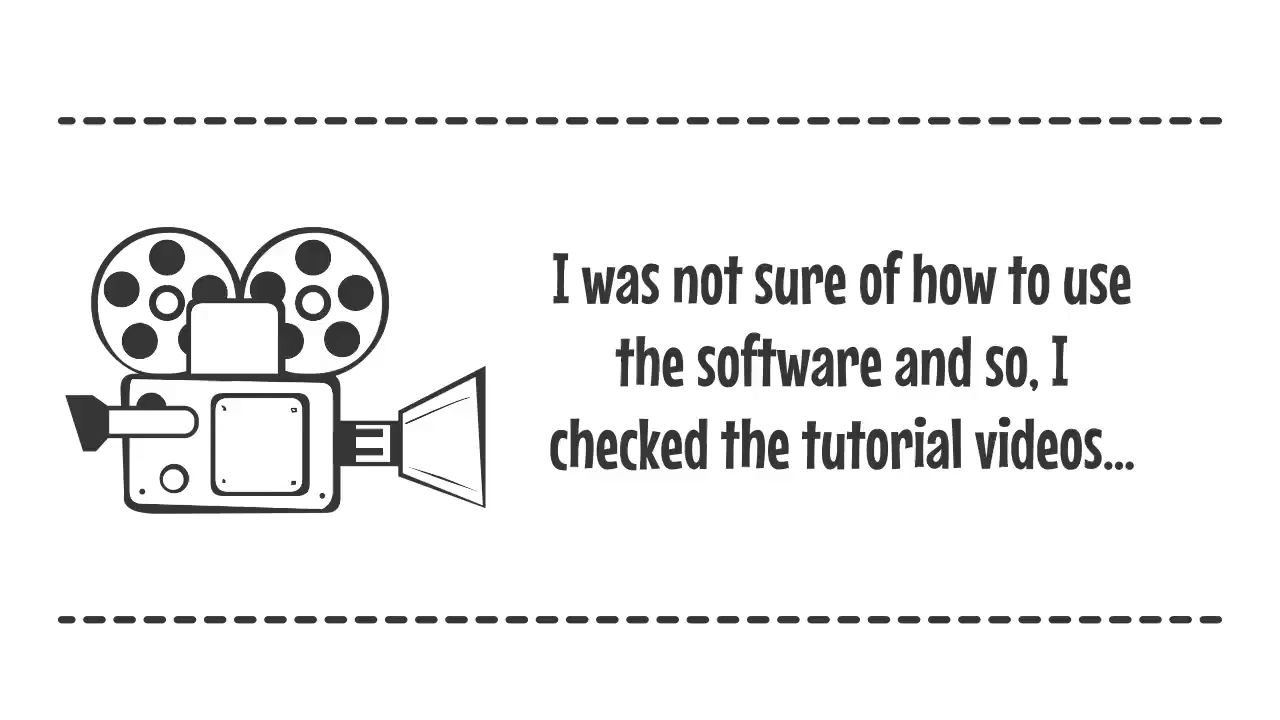 I was not sure of how to use
the software and so, I
checked the tutorial videos...